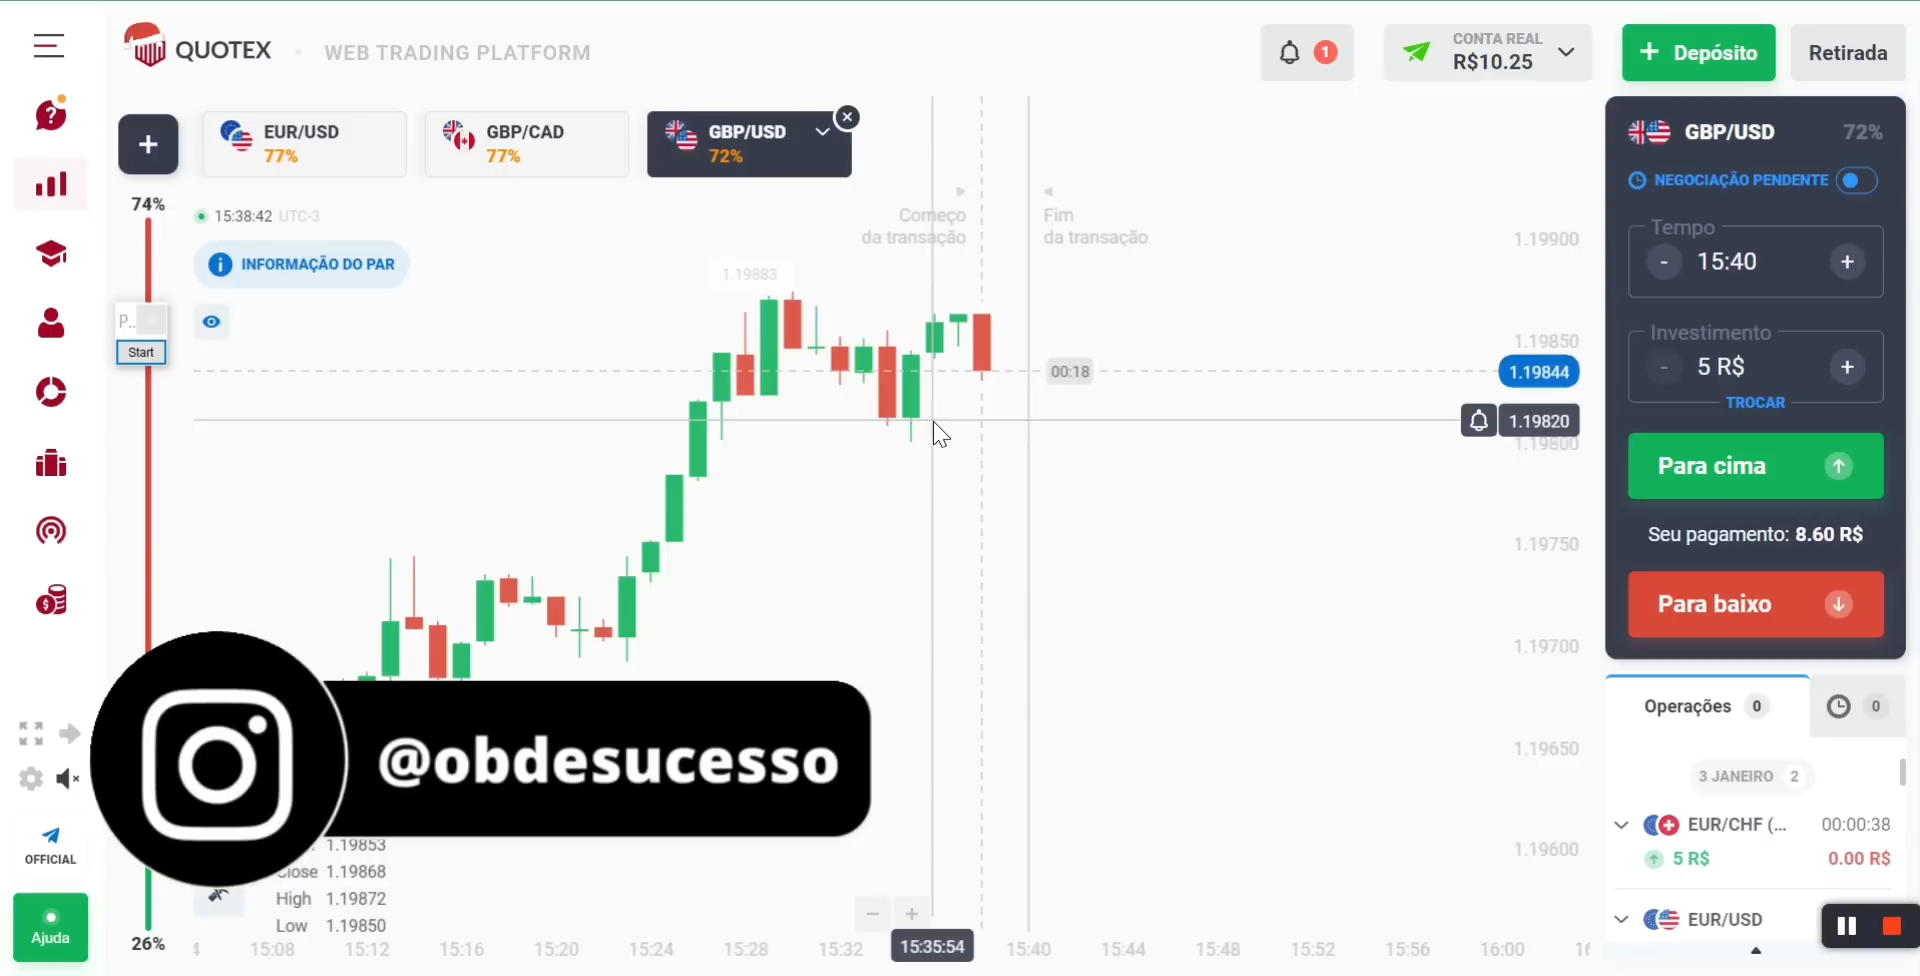 QUOTEX
WEB TRADING PLATFORM
1
CONTA REAL
R$10.25
+ Depósito
Retirada
+
EUR/USD
77%
GBP/CAD
77%
GBP/USD
72%
74%
15:38:42 UTC-3
INFORMAÇÃO DO PAR
P..
Start
Começo
da transação
Fim
da transação
1.19883
00:18
1.19900
1.19850
1.19844
1.19820
1.19800
1.19750
1.19700
1.19650
1.19600
GBP/USD 72%
NEGOCIAÇÃO PENDENTE
Tempo
- 15:40 +
Investimento
- 5 R$ +
TROCAR
Para cima
Seu pagamento: 8.60 R$
Para baixo
Operações 0
0
3 JANEIRO 2
EUR/CHF (... 00:00:38
5 R$ 0.00 R$
EUR/USD
@obdesucesso
1.19853
Close 1.19868
High 1.19872
Low 1.19850
OFFICIAL
Ajuda
26%
− +
4 15:08 15:12 15:16 15:20 15:24 15:28 15:32 15:35:54 15:40 15:44 15:48 15:52 15:56 16:00